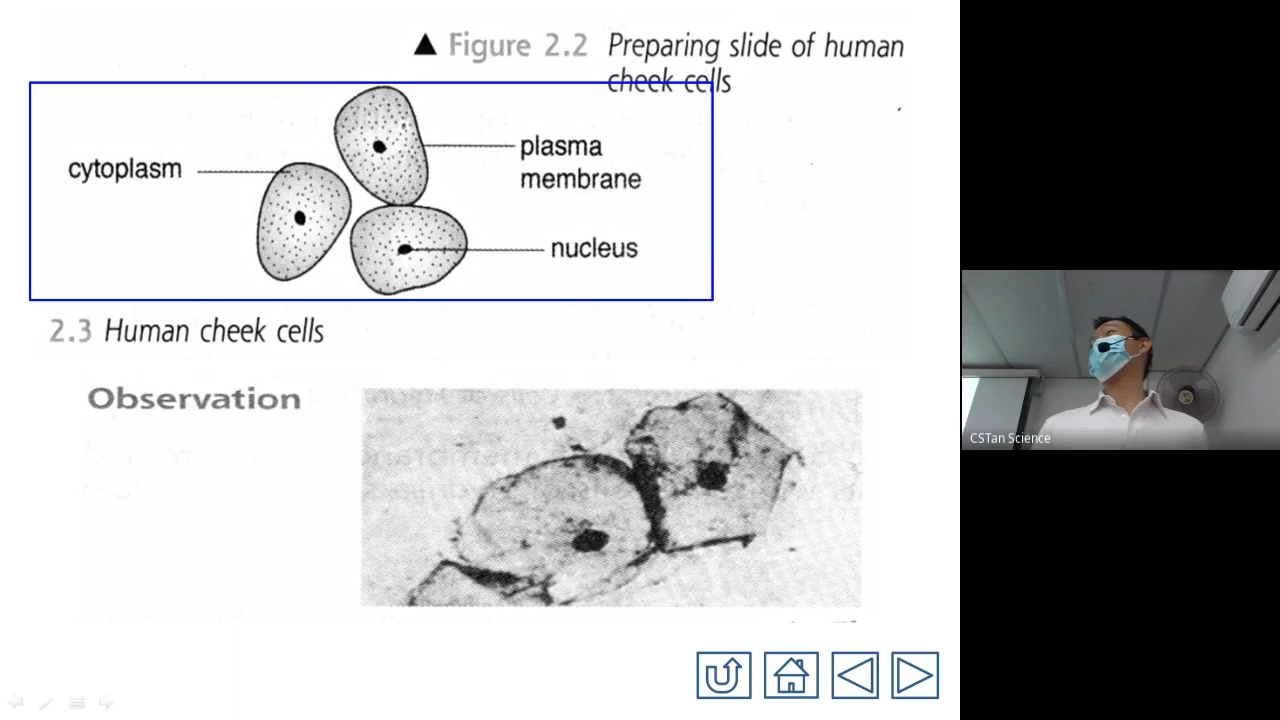 ▲ Figure 2.2 Preparing slide of human
cheek cells
cytoplasm
plasma
membrane
nucleus
2.3 Human cheek cells
Observation
CSTan Science